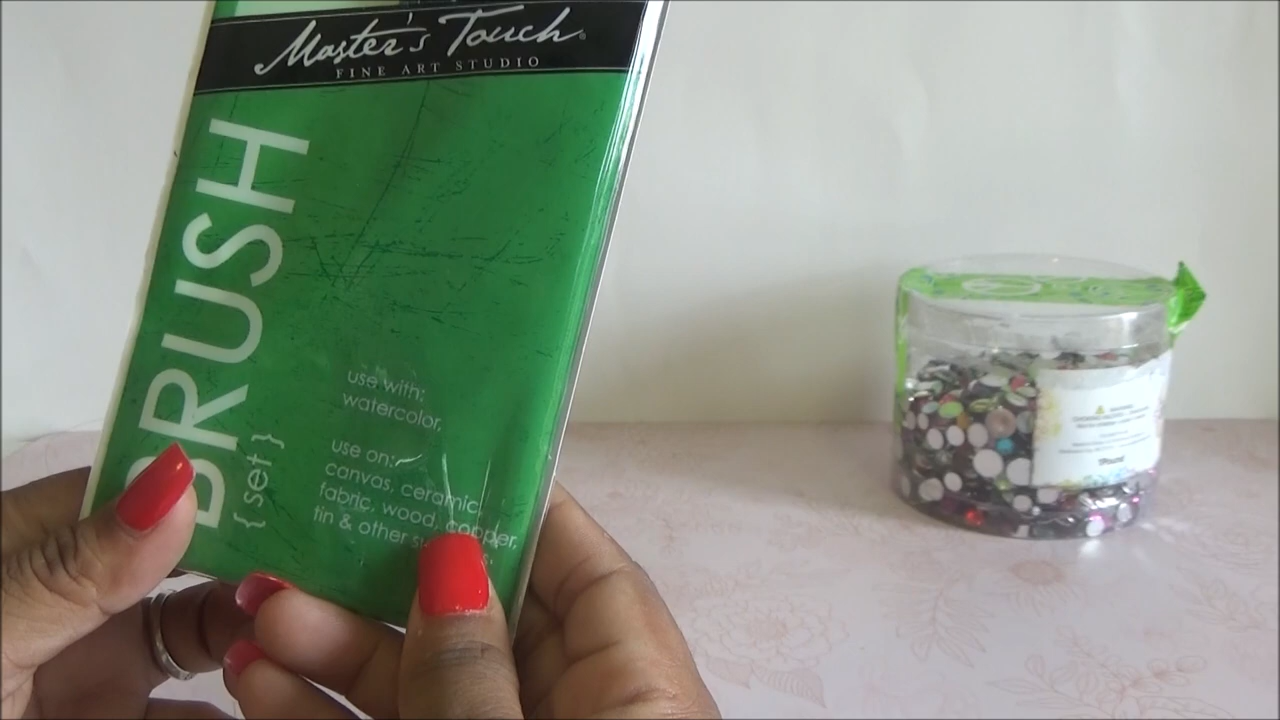 Master's Touch®
FINE ART STUDIO
BRUSH
{set}
use with:
watercolor,
use on:
canvas, ceramic,
fabric, wood, copper,
tin & other
WARNING: